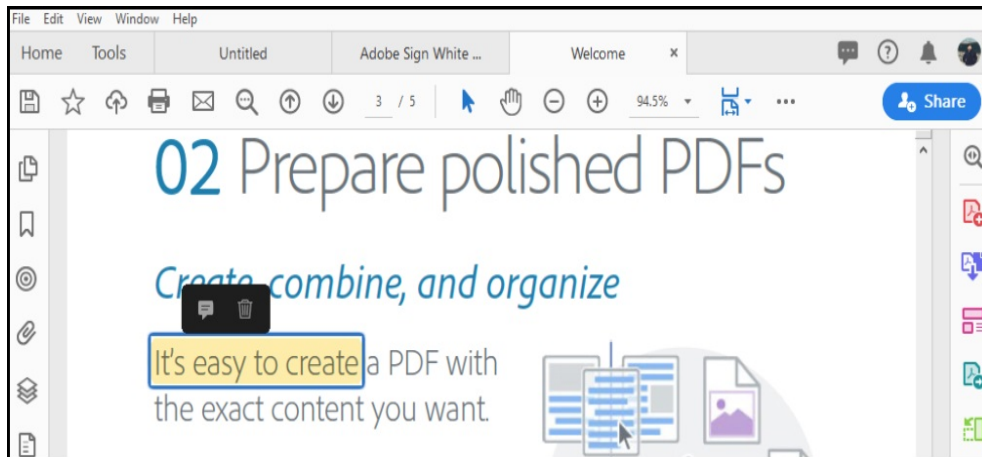 File Edit View Window Help
Home Tools Untitled Adobe Sign White ... Welcome ×
3 / 5 94.5% Share
02 Prepare polished PDFs
Create, combine, and organize
It's easy to create a PDF with
the exact content you want.